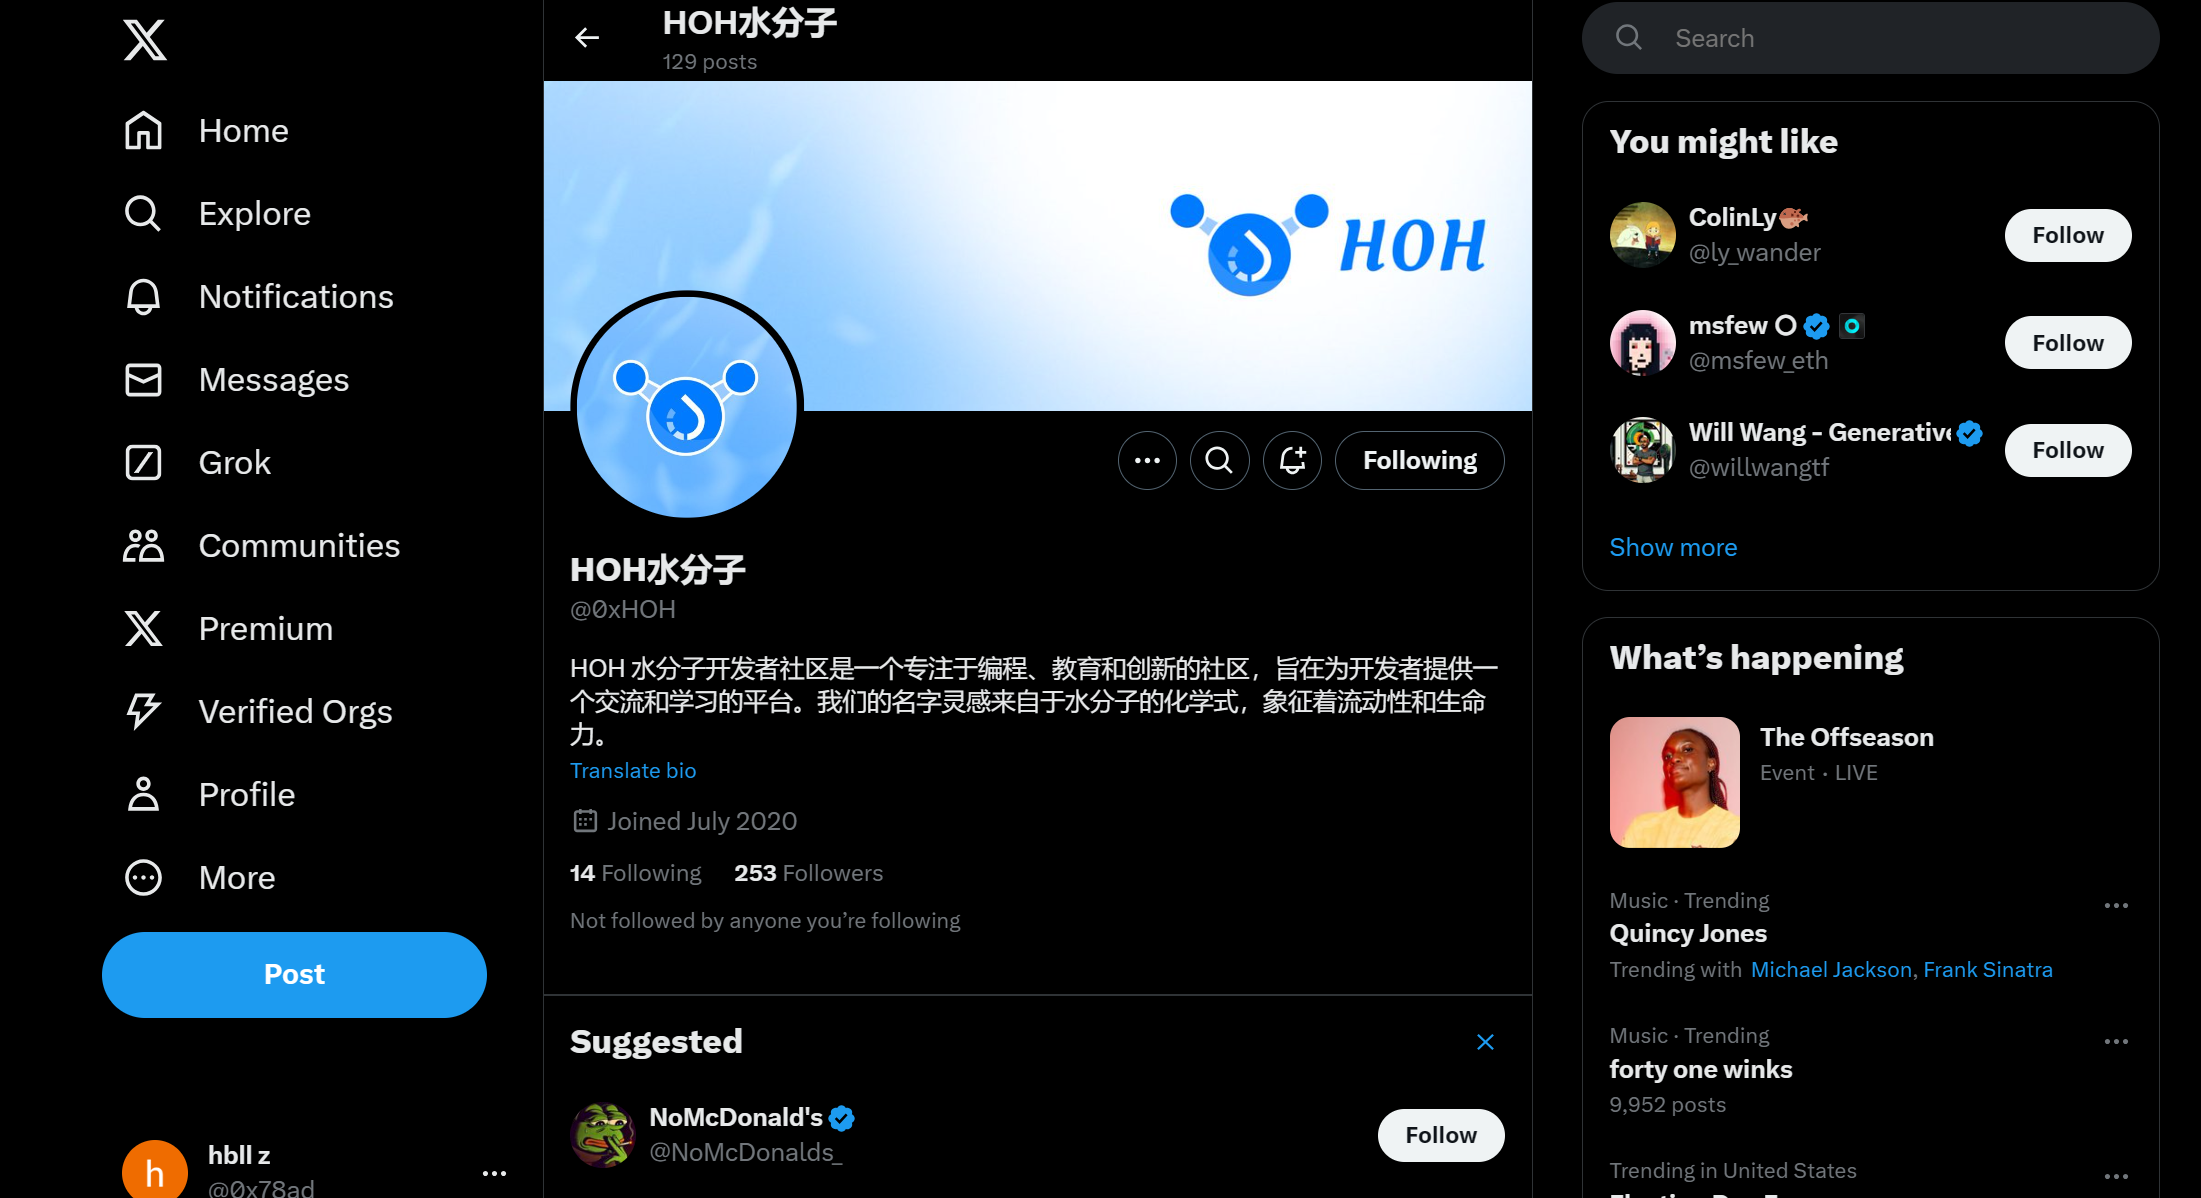 Home
Explore
Notifications
Messages
Grok
Communities
Premium
Verified Orgs
Profile
More
Post
hbll z
@0x78ad
h
HOH水分子
129 posts
HOH
Following
HOH水分子
@0xHOH
HOH 水分子开发者社区是一个专注于编程、教育和创新的社区，旨在为开发者提供一
个交流和学习的平台。我们的名字灵感来自于水分子的化学式，象征着流动性和生命
力。
Translate bio
Joined July 2020
14 Following 253 Followers
Not followed by anyone you’re following
Suggested
NoMcDonald's
@NoMcDonalds_
Follow
Search
You might like
ColinLy
@ly_wander
Follow
msfew
@msfew_eth
Follow
Will Wang - Generative
@willwangtf
Follow
Show more
What’s happening
The Offseason
Event · LIVE
Music · Trending
Quincy Jones
Trending with Michael Jackson, Frank Sinatra
Music · Trending
forty one winks
9,952 posts
Trending in United States